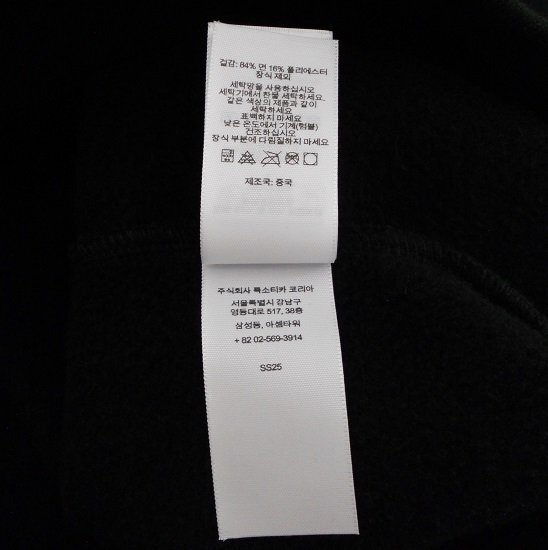 겉감: 84% 면 16% 폴리에스터
장식 제외
세탁망을 사용하십시오
세탁기에서 찬물 세탁하세요.
같은 색상의 제품과 같이
세탁하세요
표백하지 마세요
낮은 온도에서 기계(텀블)
건조하십시오
장식 부분에 다림질하지 마세요
제조국: 중국
주식회사 룩소티카 코리아
서울특별시 강남구
영동대로 517, 38층
삼성동, 아셈타워
+ 82 02-569-3914
SS25